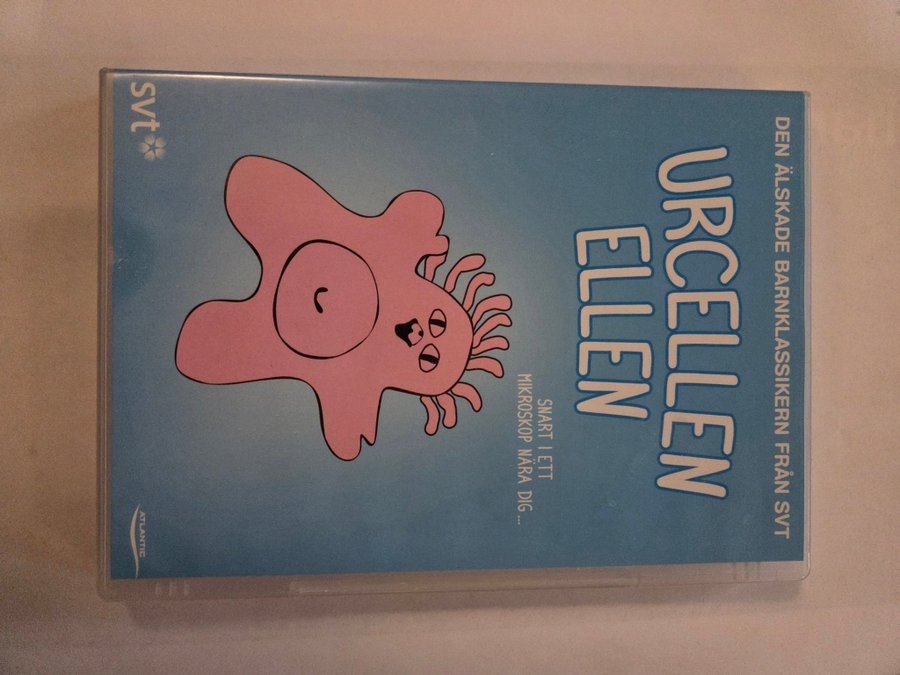 DEN ÄLSKADE BARNKLASSIKERN FRÅN SVT
URCELLEN
ELLEN
SNART I ETT
MIKROSKOP NÄRA DIG...
svt
ATLANTIC